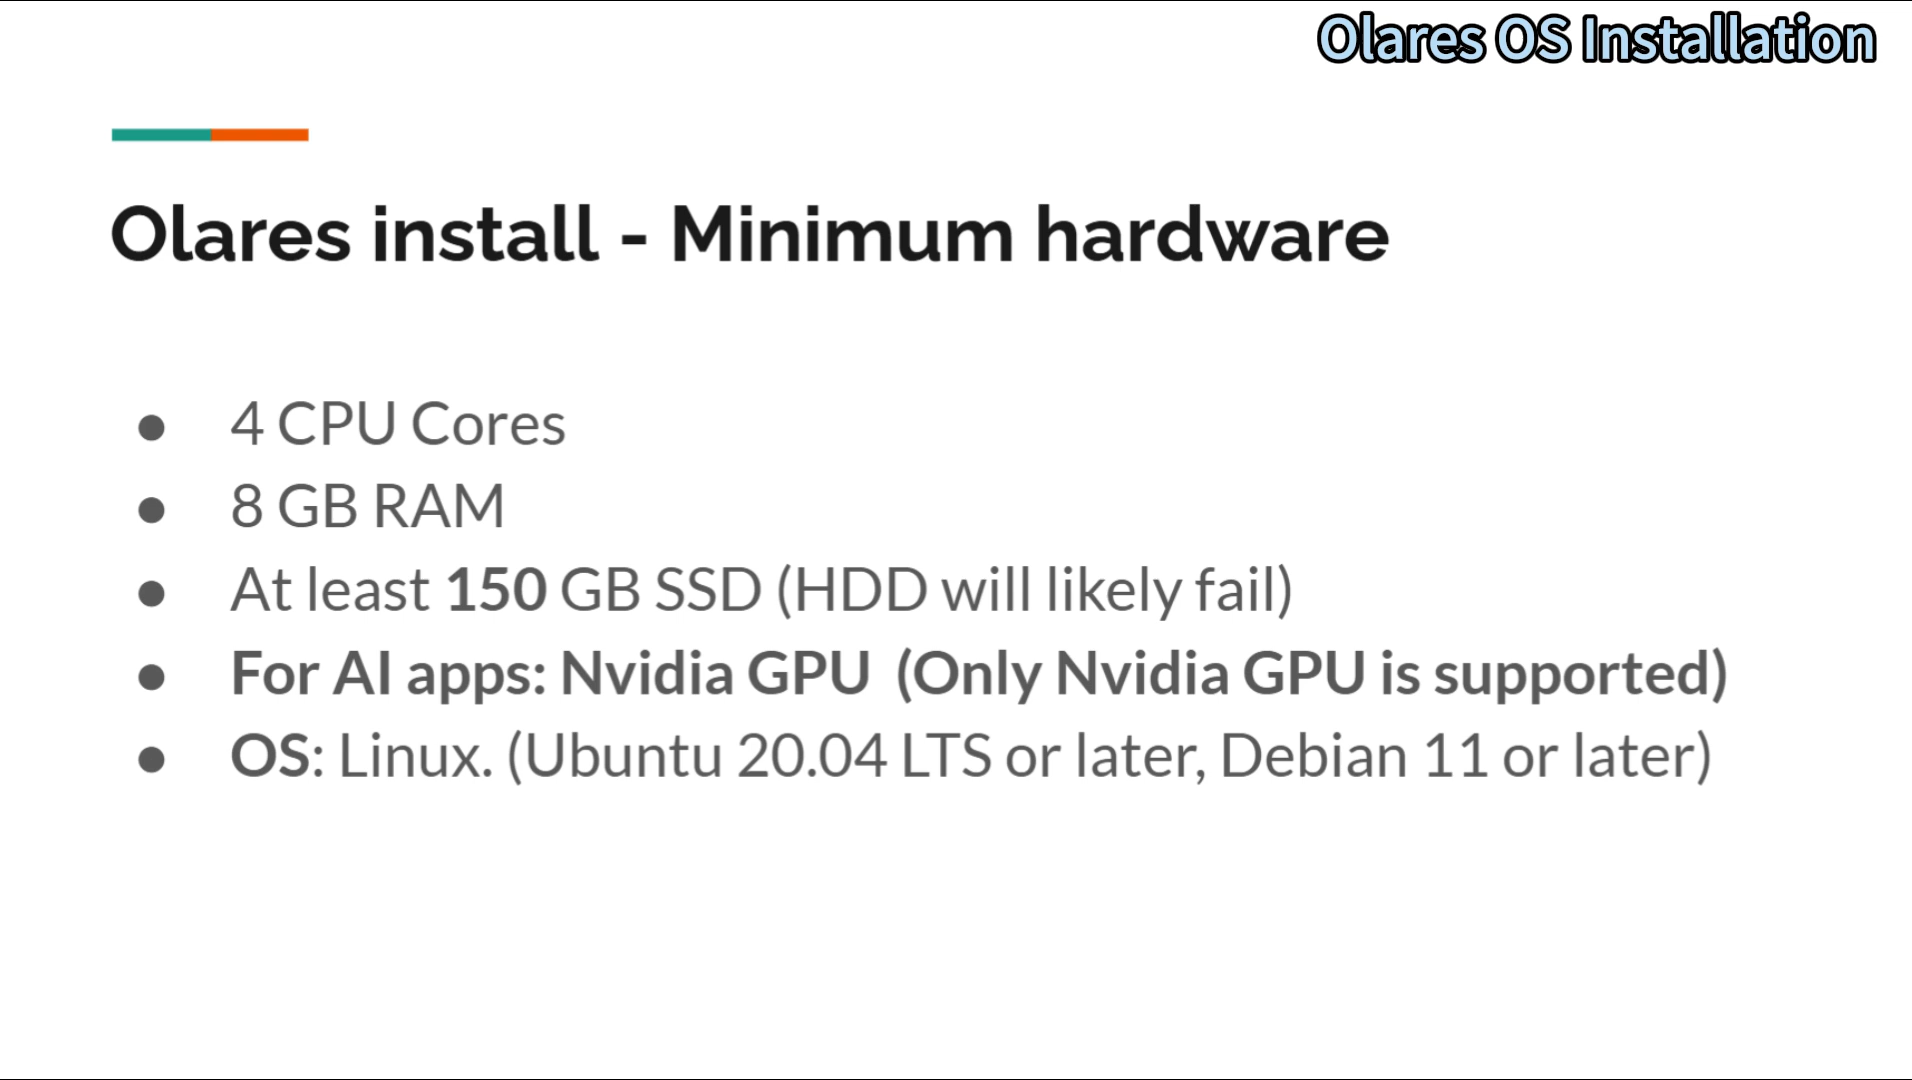 Olares OS Installation
Olares install - Minimum hardware
● 4 CPU Cores
● 8 GB RAM
● At least 150 GB SSD (HDD will likely fail)
● For AI apps: Nvidia GPU (Only Nvidia GPU is supported)
● OS: Linux. (Ubuntu 20.04 LTS or later, Debian 11 or later)